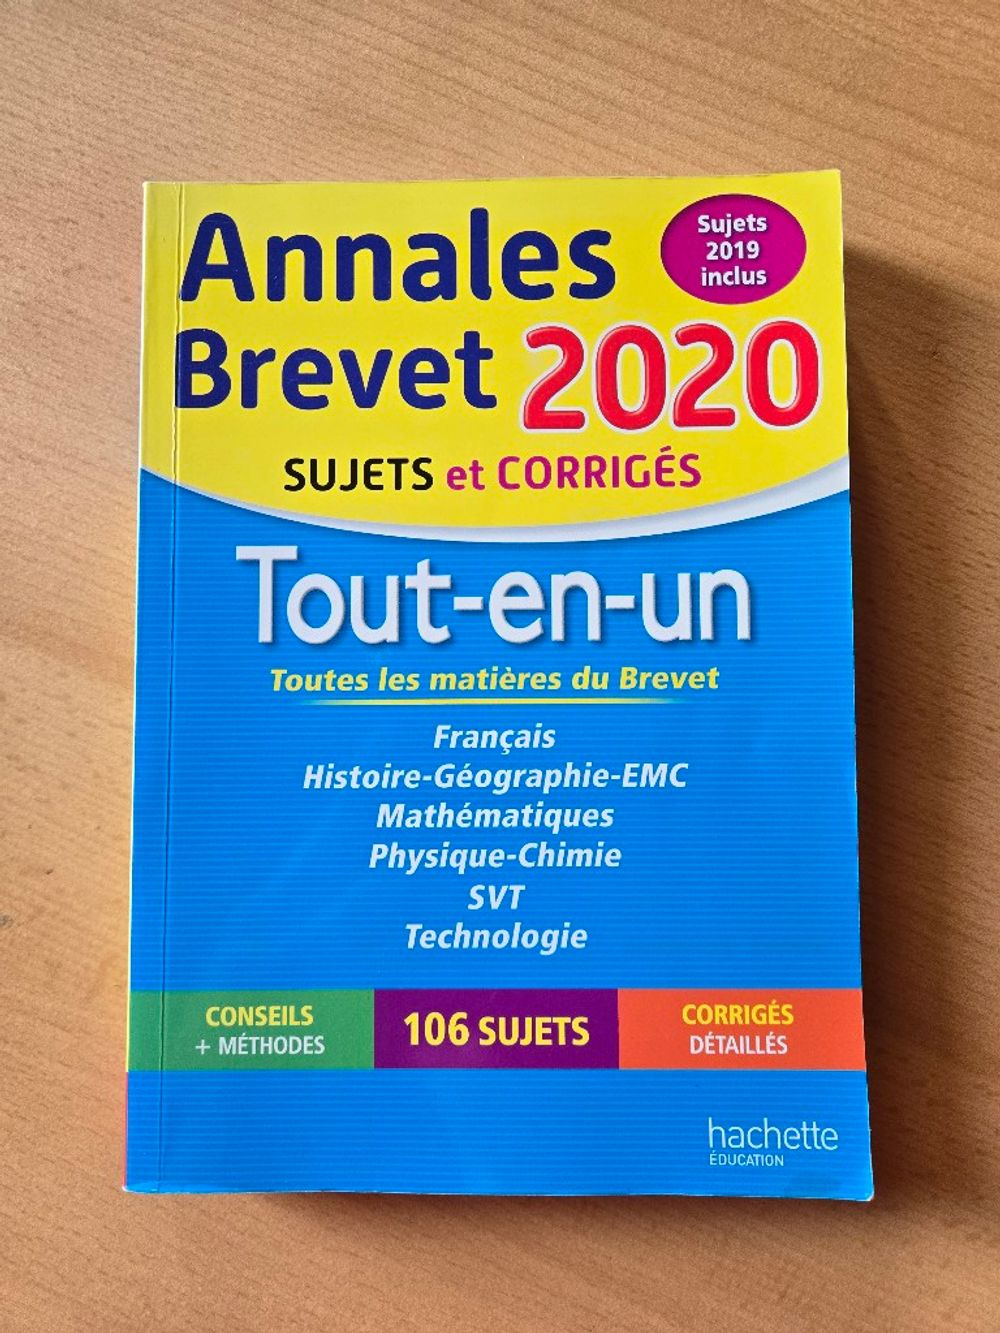 Annales
Sujets
2019
inclus
Brevet 2020
SUJETS et CORRIGÉS
Tout-en-un
Toutes les matières du Brevet
Français
Histoire-Géographie-EMC
Mathématiques
Physique-Chimie
SVT
Technologie
CONSEILS
+ MÉTHODES
106 SUJETS
CORRIGÉS
DÉTAILLÉS
hachette
ÉDUCATION